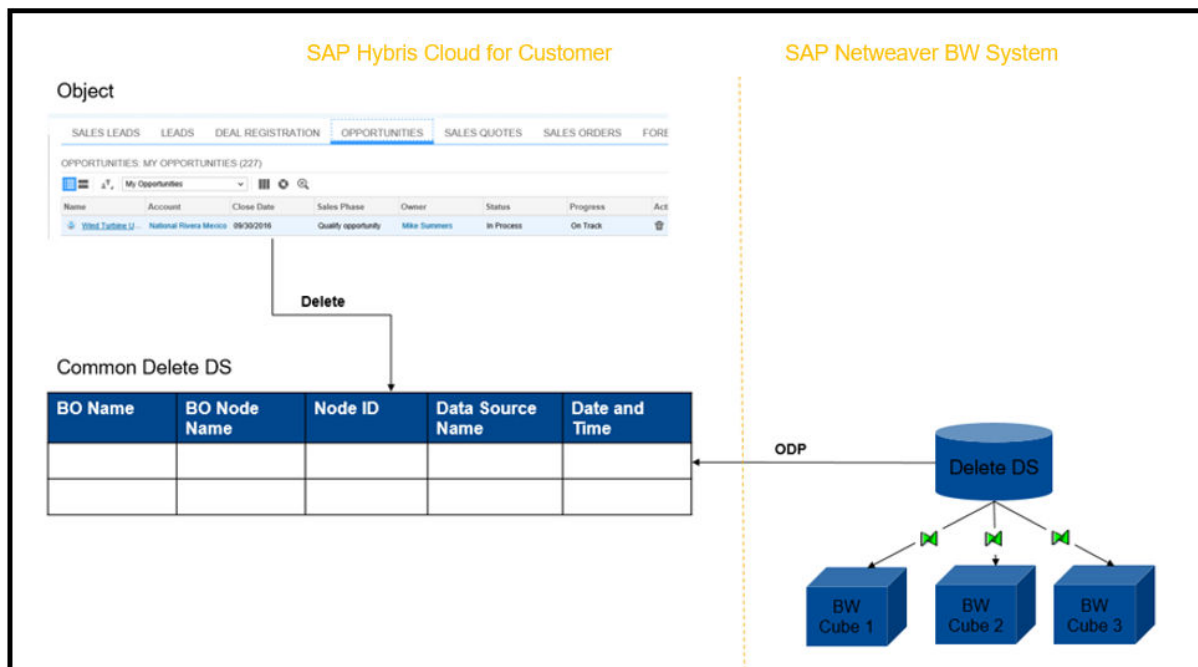 SAP Hybris Cloud for Customer
SAP Netweaver BW System
Object
SALES LEADS LEADS DEAL REGISTRATION OPPORTUNITIES SALES QUOTES SALES ORDERS FORE
OPPORTUNITIES: MY OPPORTUNITIES (227)
My Opportunities
Name Account Close Date Sales Phase Owner Status Progress Act
Wind Turbine U... National Rivera Mexico 09/30/2016 Qualify opportunity Mike Summers In Process On Track
Delete
Common Delete DS
BO Name BO Node Name Node ID Data Source Name Date and Time
ODP
Delete DS
BW Cube 1
BW Cube 2
BW Cube 3